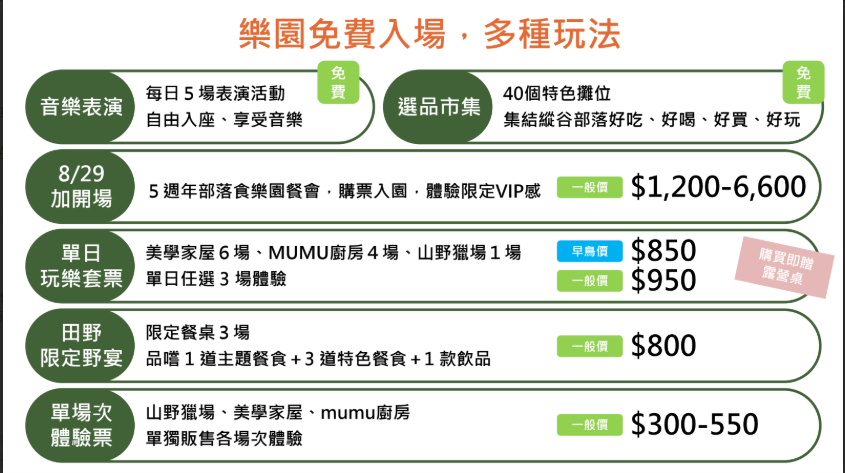 樂園免費入場，多種玩法
音樂表演
每日5場表演活動
自由入座、享受音樂
免費
選品市集
40個特色攤位
集結縱谷部落好吃、好喝、好買、好玩
免費
8/29
加開場
5週年部落食樂園餐會，購票入園，體驗限定VIP感
一般價
$1,200-6,600
單日
玩樂套票
美學家屋6場、MUMU廚房4場、山野獵場1場
單日任選3場體驗
早鳥價
$850
一般價
$950
購買即贈
露營桌
田野
限定野宴
限定餐桌3場
品嚐1道主題餐食+3道特色餐食+1款飲品
一般價
$800
單場次
體驗票
山野獵場、美學家屋、mumu廚房
單獨販售各場次體驗
一般價
$300-550